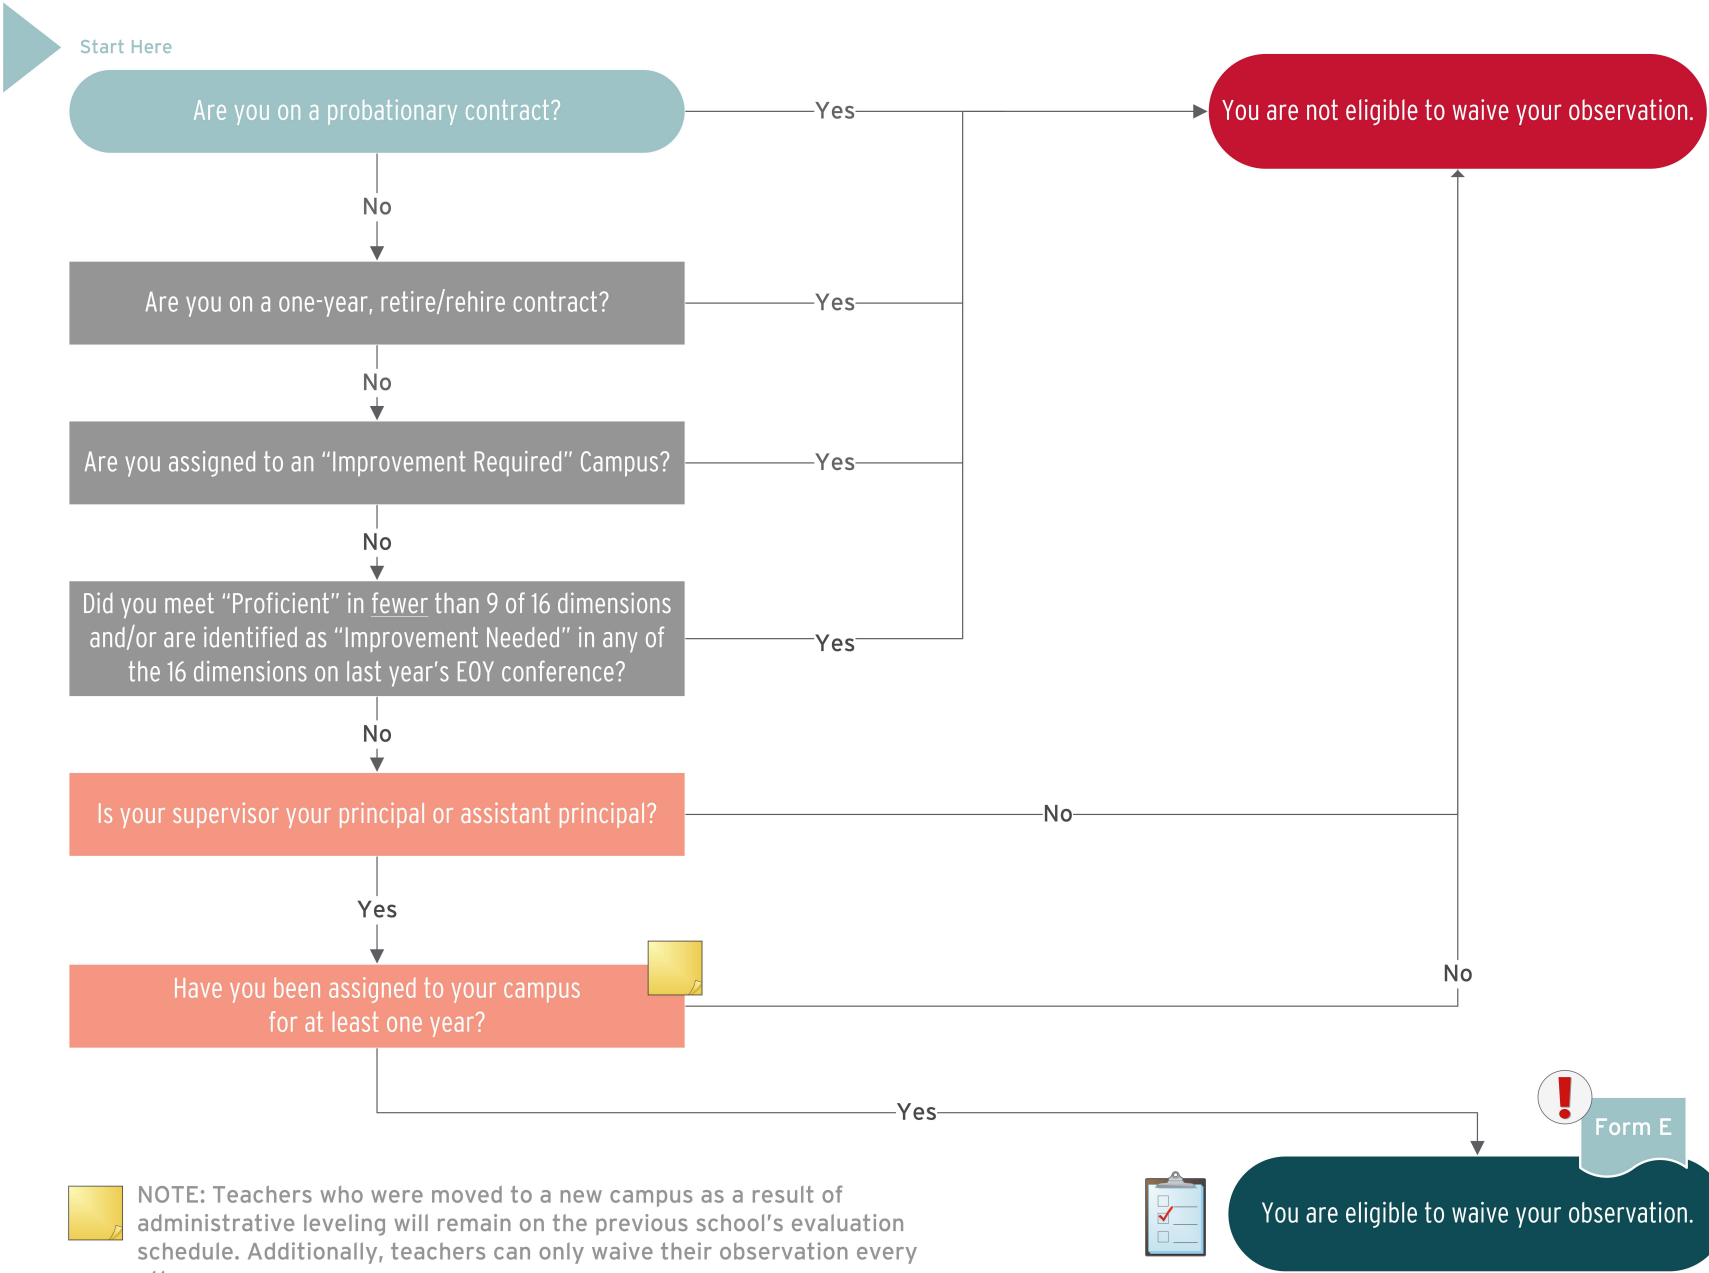 Start Here
Are you on a probationary contract?
Yes
You are not eligible to waive your observation.
No
Are you on a one-year, retire/rehire contract?
Yes
No
Are you assigned to an “Improvement Required” Campus?
Yes
No
Did you meet “Proficient” in fewer than 9 of 16 dimensions
and/or are identified as “Improvement Needed” in any of
the 16 dimensions on last year’s EOY conference?
Yes
No
Is your supervisor your principal or assistant principal?
No
Yes
Have you been assigned to your campus
for at least one year?
No
Yes
Form E
You are eligible to waive your observation.
NOTE: Teachers who were moved to a new campus as a result of
administrative leveling will remain on the previous school’s evaluation
schedule. Additionally, teachers can only waive their observation every